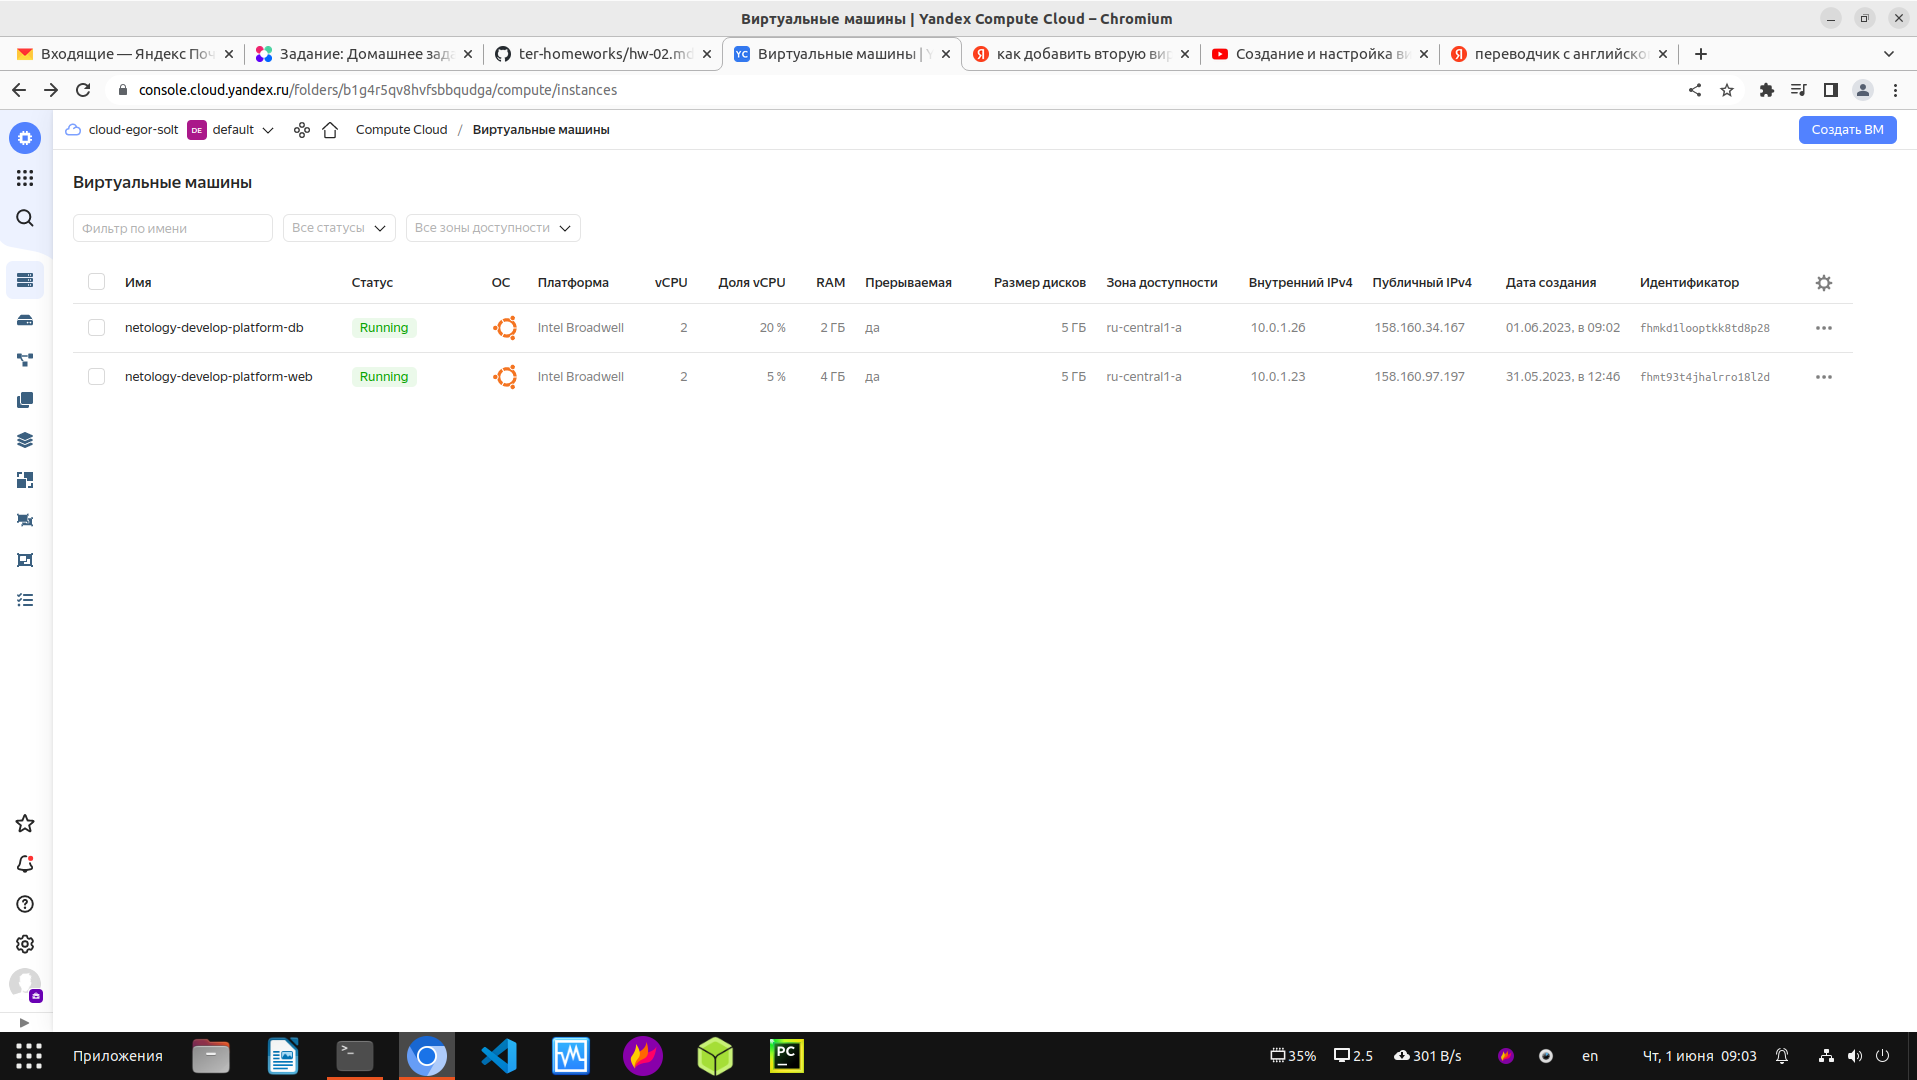 Виртуальные машины | Yandex Compute Cloud – Chromium
Входящие — Яндекс Поч
Задание: Домашнее зада
ter-homeworks/hw-02.md
YC Виртуальные машины | Y
Я как добавить вторую вир
Создание и настройка ви
Я переводчик с английско
console.cloud.yandex.ru/folders/b1g4r5qv8hvfsbbqudga/compute/instances
cloud-egor-solt DE default Compute Cloud / Виртуальные машины Создать ВМ
Виртуальные машины
Фильтр по имени Все статусы Все зоны доступности
Имя Статус ОС Платформа vCPU Доля vCPU RAM Прерываемая Размер дисков Зона доступности Внутренний IPv4 Публичный IPv4 Дата создания Идентификатор
netology-develop-platform-db Running Intel Broadwell 2 20 % 2 ГБ да 5 ГБ ru-central1-a 10.0.1.26 158.160.34.167 01.06.2023, в 09:02 fhmkd1looptkk8td8p28
netology-develop-platform-web Running Intel Broadwell 2 5 % 4 ГБ да 5 ГБ ru-central1-a 10.0.1.23 158.160.97.197 31.05.2023, в 12:46 fhmt93t4jhalrro18l2d
Приложения >_ PC 35% 2.5 301 B/s en Чт, 1 июня 09:03